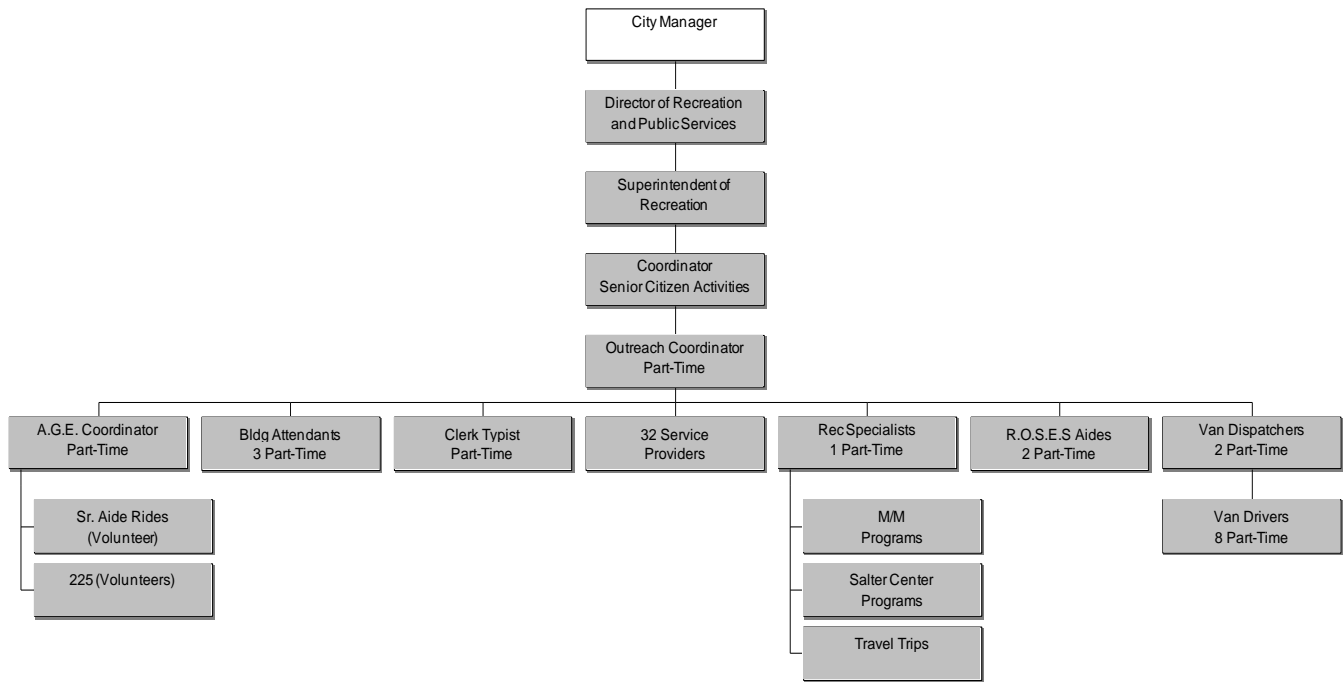 City Manager
Director of Recreation
and Public Services
Superintendent of
Recreation
Coordinator
Senior Citizen Activities
Outreach Coordinator
Part-Time
A.G.E. Coordinator
Part-Time
Bldg Attendants
3 Part-Time
Clerk Typist
Part-Time
32 Service
Providers
Rec Specialists
1 Part-Time
R.O.S.E.S Aides
2 Part-Time
Van Dispatchers
2 Part-Time
Sr. Aide Rides
(Volunteer)
225 (Volunteers)
M/M
Programs
Salter Center
Programs
Travel Trips
Van Drivers
8 Part-Time